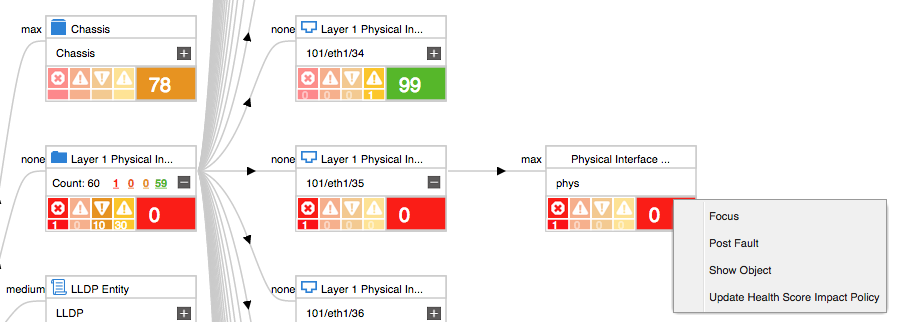 max
Chassis
Chassis
78
none
Layer 1 Physical In...
101/eth1/34
0 0 0 1
99
none
Layer 1 Physical In...
Count: 60 1 0 0 59
1 0 10 30
0
none
Layer 1 Physical In...
101/eth1/35
1 0 0 0
0
max
Physical Interface ...
phys
1 0 0 0
0
Focus
Post Fault
Show Object
Update Health Score Impact Policy
medium
LLDP Entity
LLDP
none
Layer 1 Physical In...
101/eth1/36